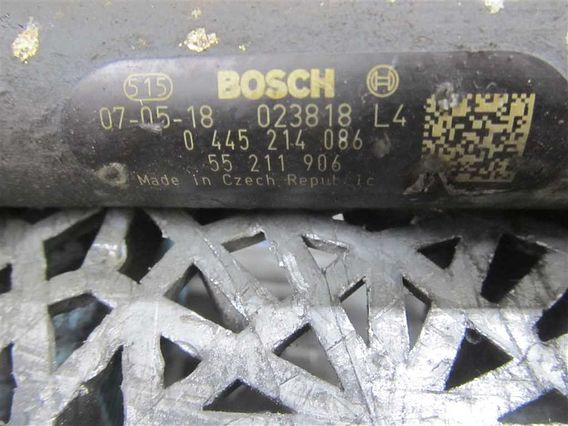 515 BOSCH
07-05-18 023818 L4
0 445 214 086
55 211 906
Made in Czech Republic